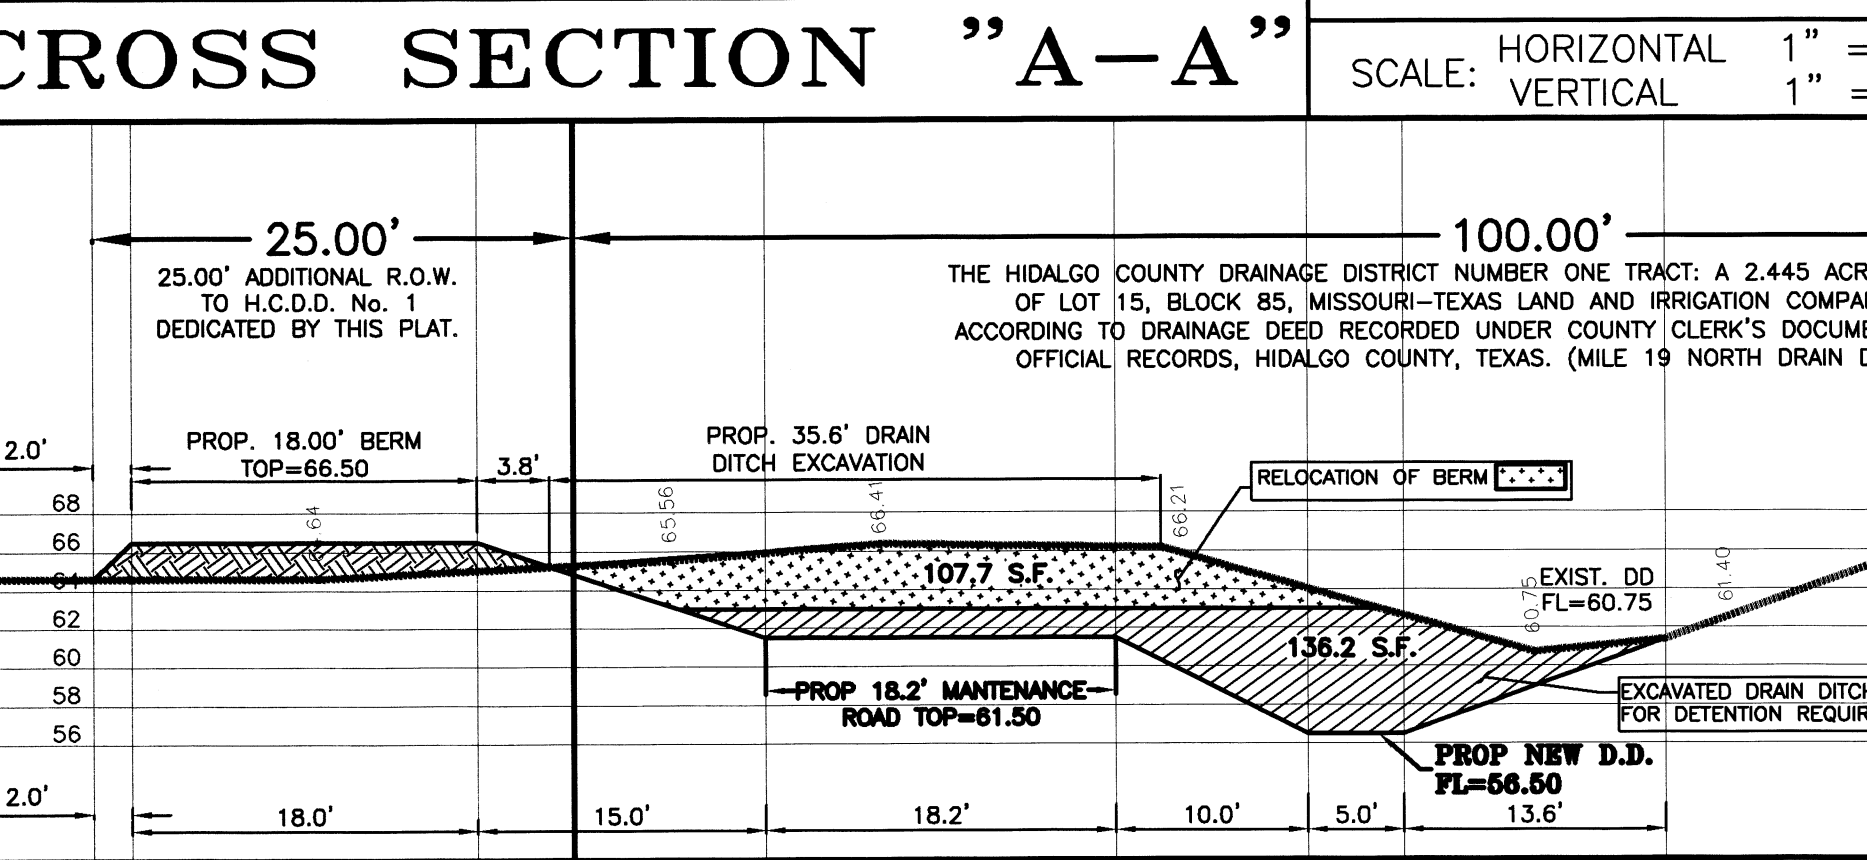 CROSS SECTION "A-A"
SCALE: HORIZONTAL 1" =
VERTICAL 1" =
25.00'
100.00'
25.00' ADDITIONAL R.O.W.
TO H.C.D.D. No. 1
DEDICATED BY THIS PLAT.
THE HIDALGO COUNTY DRAINAGE DISTRICT NUMBER ONE TRACT: A 2.445 ACR
OF LOT 15, BLOCK 85, MISSOURI-TEXAS LAND AND IRRIGATION COMPA
ACCORDING TO DRAINAGE DEED RECORDED UNDER COUNTY CLERK'S DOCUME
OFFICIAL RECORDS, HIDALGO COUNTY, TEXAS. (MILE 19 NORTH DRAIN D
2.0'
PROP. 18.00' BERM
TOP=66.50
3.8'
PROP. 35.6' DRAIN
DITCH EXCAVATION
RELOCATION OF BERM
65.56
66.41
66.21
60.75
61.40
68
66
64
62
60
58
56
107.7 S.F.
136.2 S.F.
EXIST. DD
FL=60.75
PROP 18.2' MANTENANCE
ROAD TOP=61.50
EXCAVATED DRAIN DITCH
FOR DETENTION REQUIR
PROP NEW D.D.
FL=56.50
2.0'
18.0'
15.0'
18.2'
10.0'
5.0'
13.6'